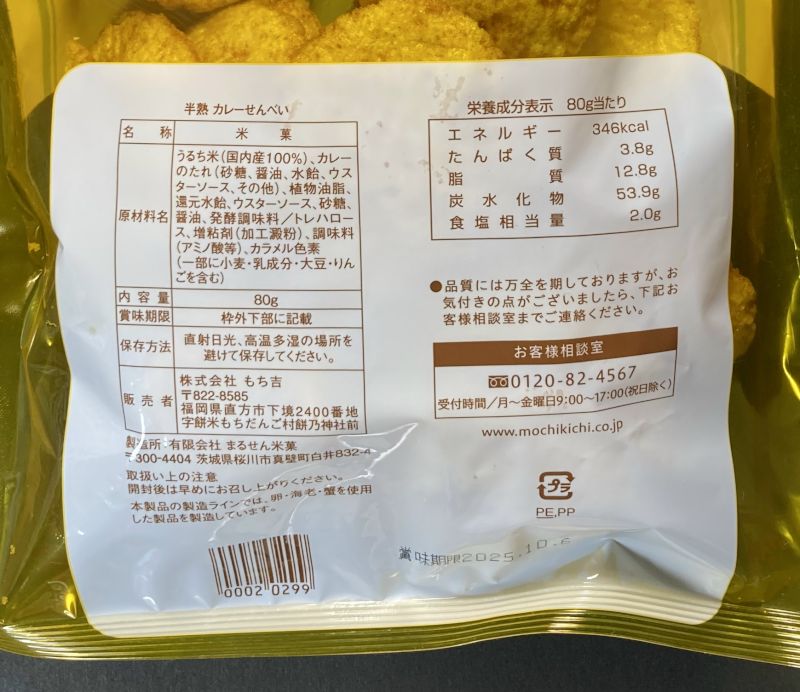 半熟 カレーせんべい
名 称 米 菓
原材料名 うるち米(国内産100%)、カレー
のたれ(砂糖、醤油、水飴、ウス
ターソース、その他)、植物油脂、
還元水飴、ウスターソース、砂糖、
醤油、発酵調味料/トレハロー
ス、増粘剤(加工澱粉)、調味料
(アミノ酸等)、カラメル色素
(一部に小麦・乳成分・大豆・りん
ごを含む)
内 容 量 80g
賞味期限 枠外下部に記載
保存方法 直射日光、高温多湿の場所を
避けて保存してください。
販 売 者 株式会社 もち吉
〒822-8585
福岡県直方市下境2400番地
字餅米もちだんご村餅乃神社前
製造所:有限会社 まるせん米菓
〒300-4404 茨城県桜川市真壁町白井832-4
取扱い上の注意
開封後は早めにお召し上がりください。
本製品の製造ラインでは、卵・海老・蟹を使用
した製品を製造しています。
0002 0299
栄養成分表示 80g当たり
エネルギー 346kcal
たんぱく質 3.8g
脂 質 12.8g
炭水化物 53.9g
食塩相当量 2.0g
●品質には万全を期しておりますが、お
気付きの点がございましたら、下記お
客様相談室までご連絡ください。
お客様相談室
0120-82-4567
受付時間/月〜金曜日9:00〜17:00(祝日除く)
www.mochikichi.co.jp
プラ
PE,PP
賞味期限2025.10.